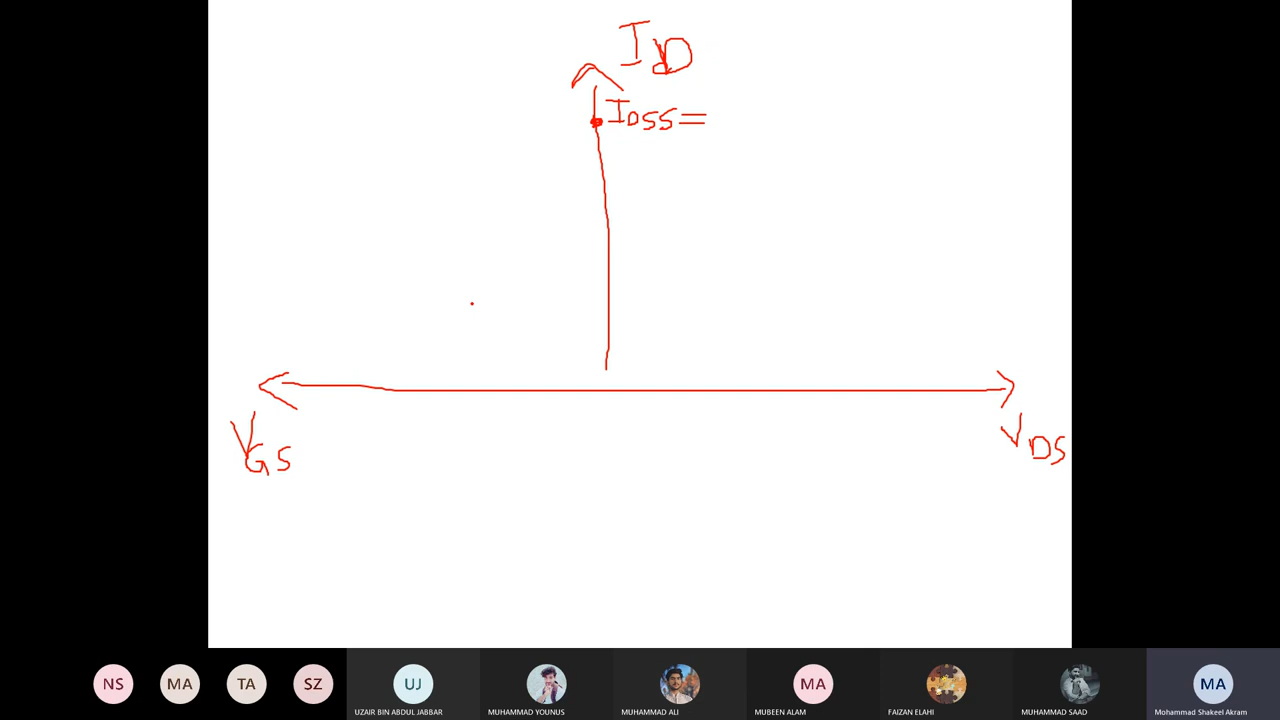 ID
IDSS=
VGS
VDS
NS MA TA SZ UJ MA MA
UZAIR BIN ABDUL JABBAR MUHAMMAD YOUNUS MUHAMMAD ALI MUBEEN ALAM FAIZAN ELAHI MUHAMMAD SAAD Mohammad Shakeel Akram